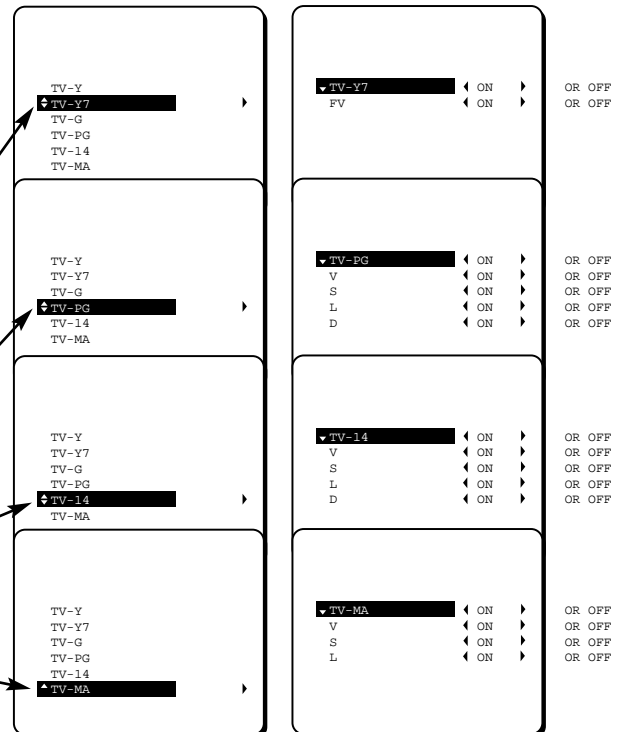 TV-Y
TV-Y7
TV-G
TV-PG
TV-14
TV-MA
TV-Y7 ON OR OFF
FV ON OR OFF
TV-Y
TV-Y7
TV-G
TV-PG
TV-14
TV-MA
TV-PG ON OR OFF
V ON OR OFF
S ON OR OFF
L ON OR OFF
D ON OR OFF
TV-Y
TV-Y7
TV-G
TV-PG
TV-14
TV-MA
TV-14 ON OR OFF
V ON OR OFF
S ON OR OFF
L ON OR OFF
D ON OR OFF
TV-Y
TV-Y7
TV-G
TV-PG
TV-14
TV-MA
TV-MA ON OR OFF
V ON OR OFF
S ON OR OFF
L ON OR OFF